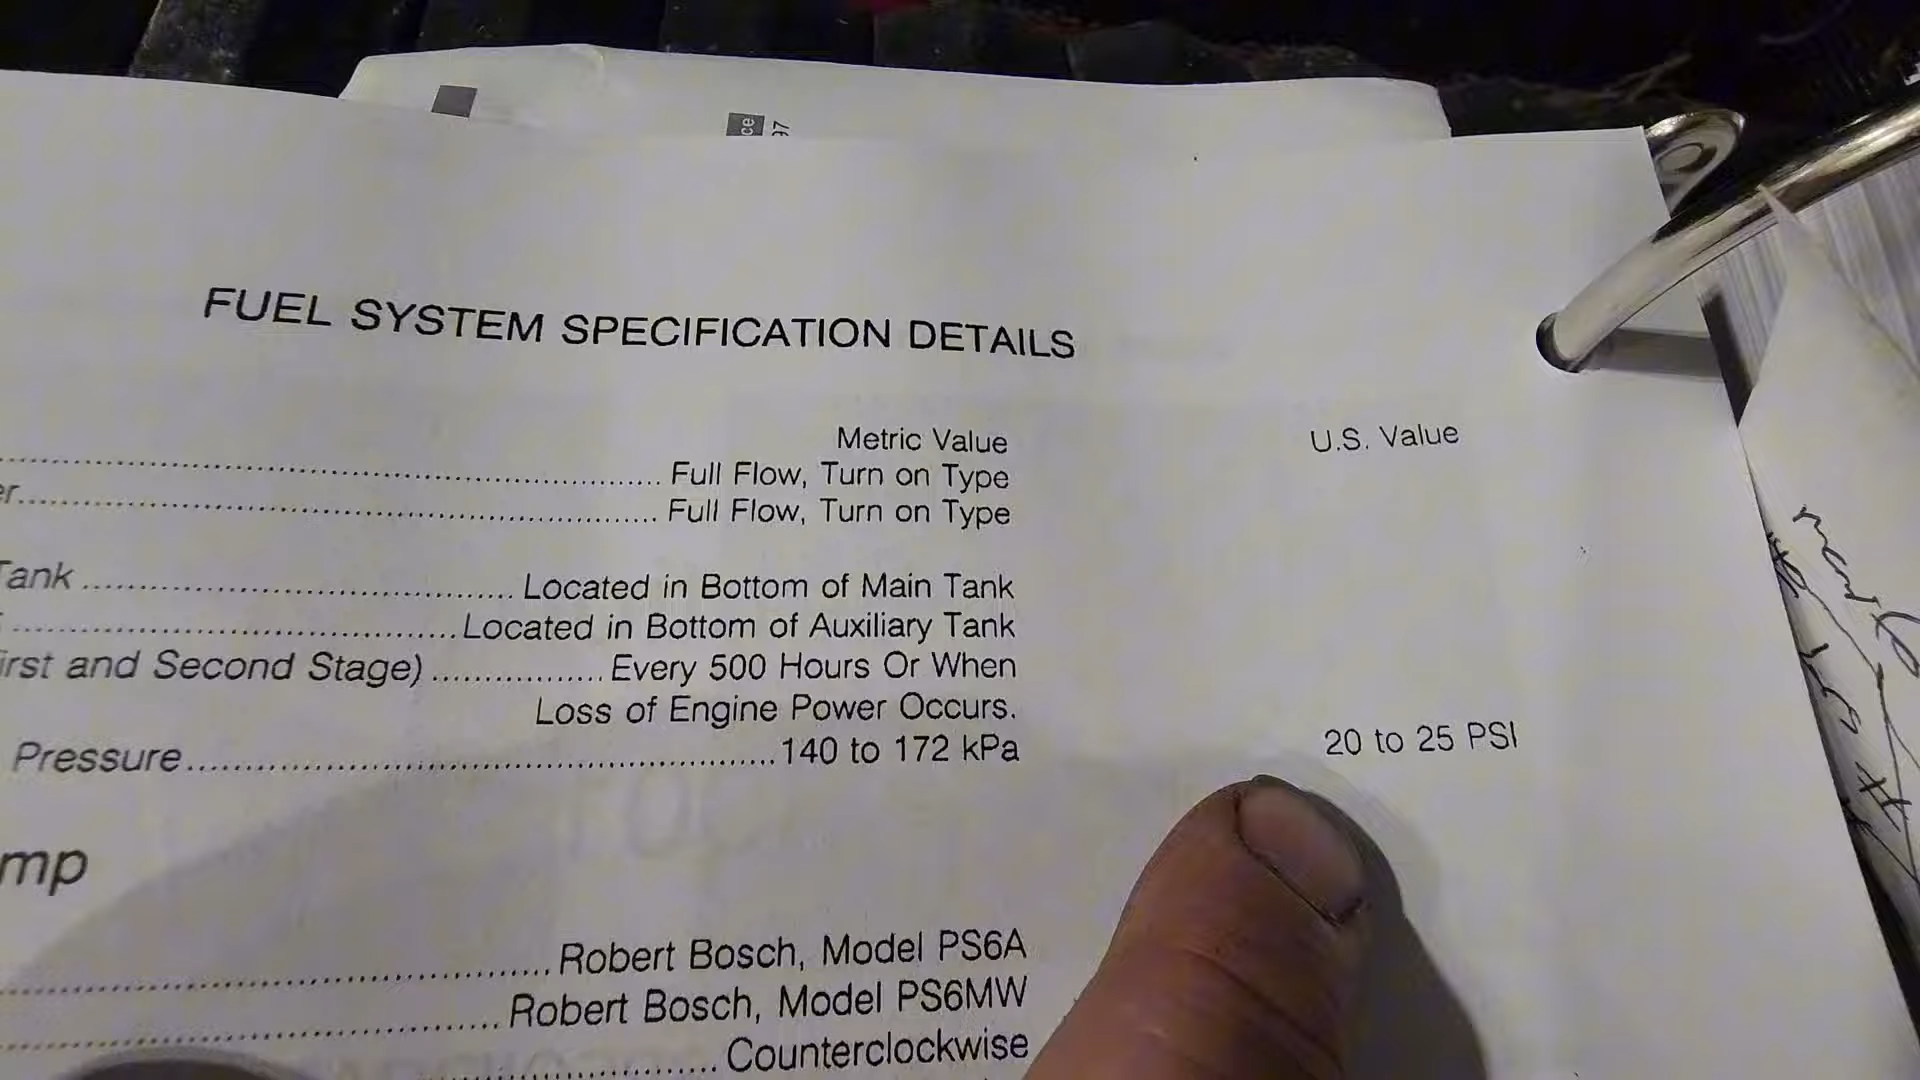 ce
97
FUEL SYSTEM SPECIFICATION DETAILS
Metric Value U.S. Value
Full Flow, Turn on Type
er Full Flow, Turn on Type
Tank Located in Bottom of Main Tank
Located in Bottom of Auxiliary Tank
irst and Second Stage) Every 500 Hours Or When
Loss of Engine Power Occurs.
Pressure 140 to 172 kPa 20 to 25 PSI
mp
Robert Bosch, Model PS6A
Robert Bosch, Model PS6MW
Counterclockwise